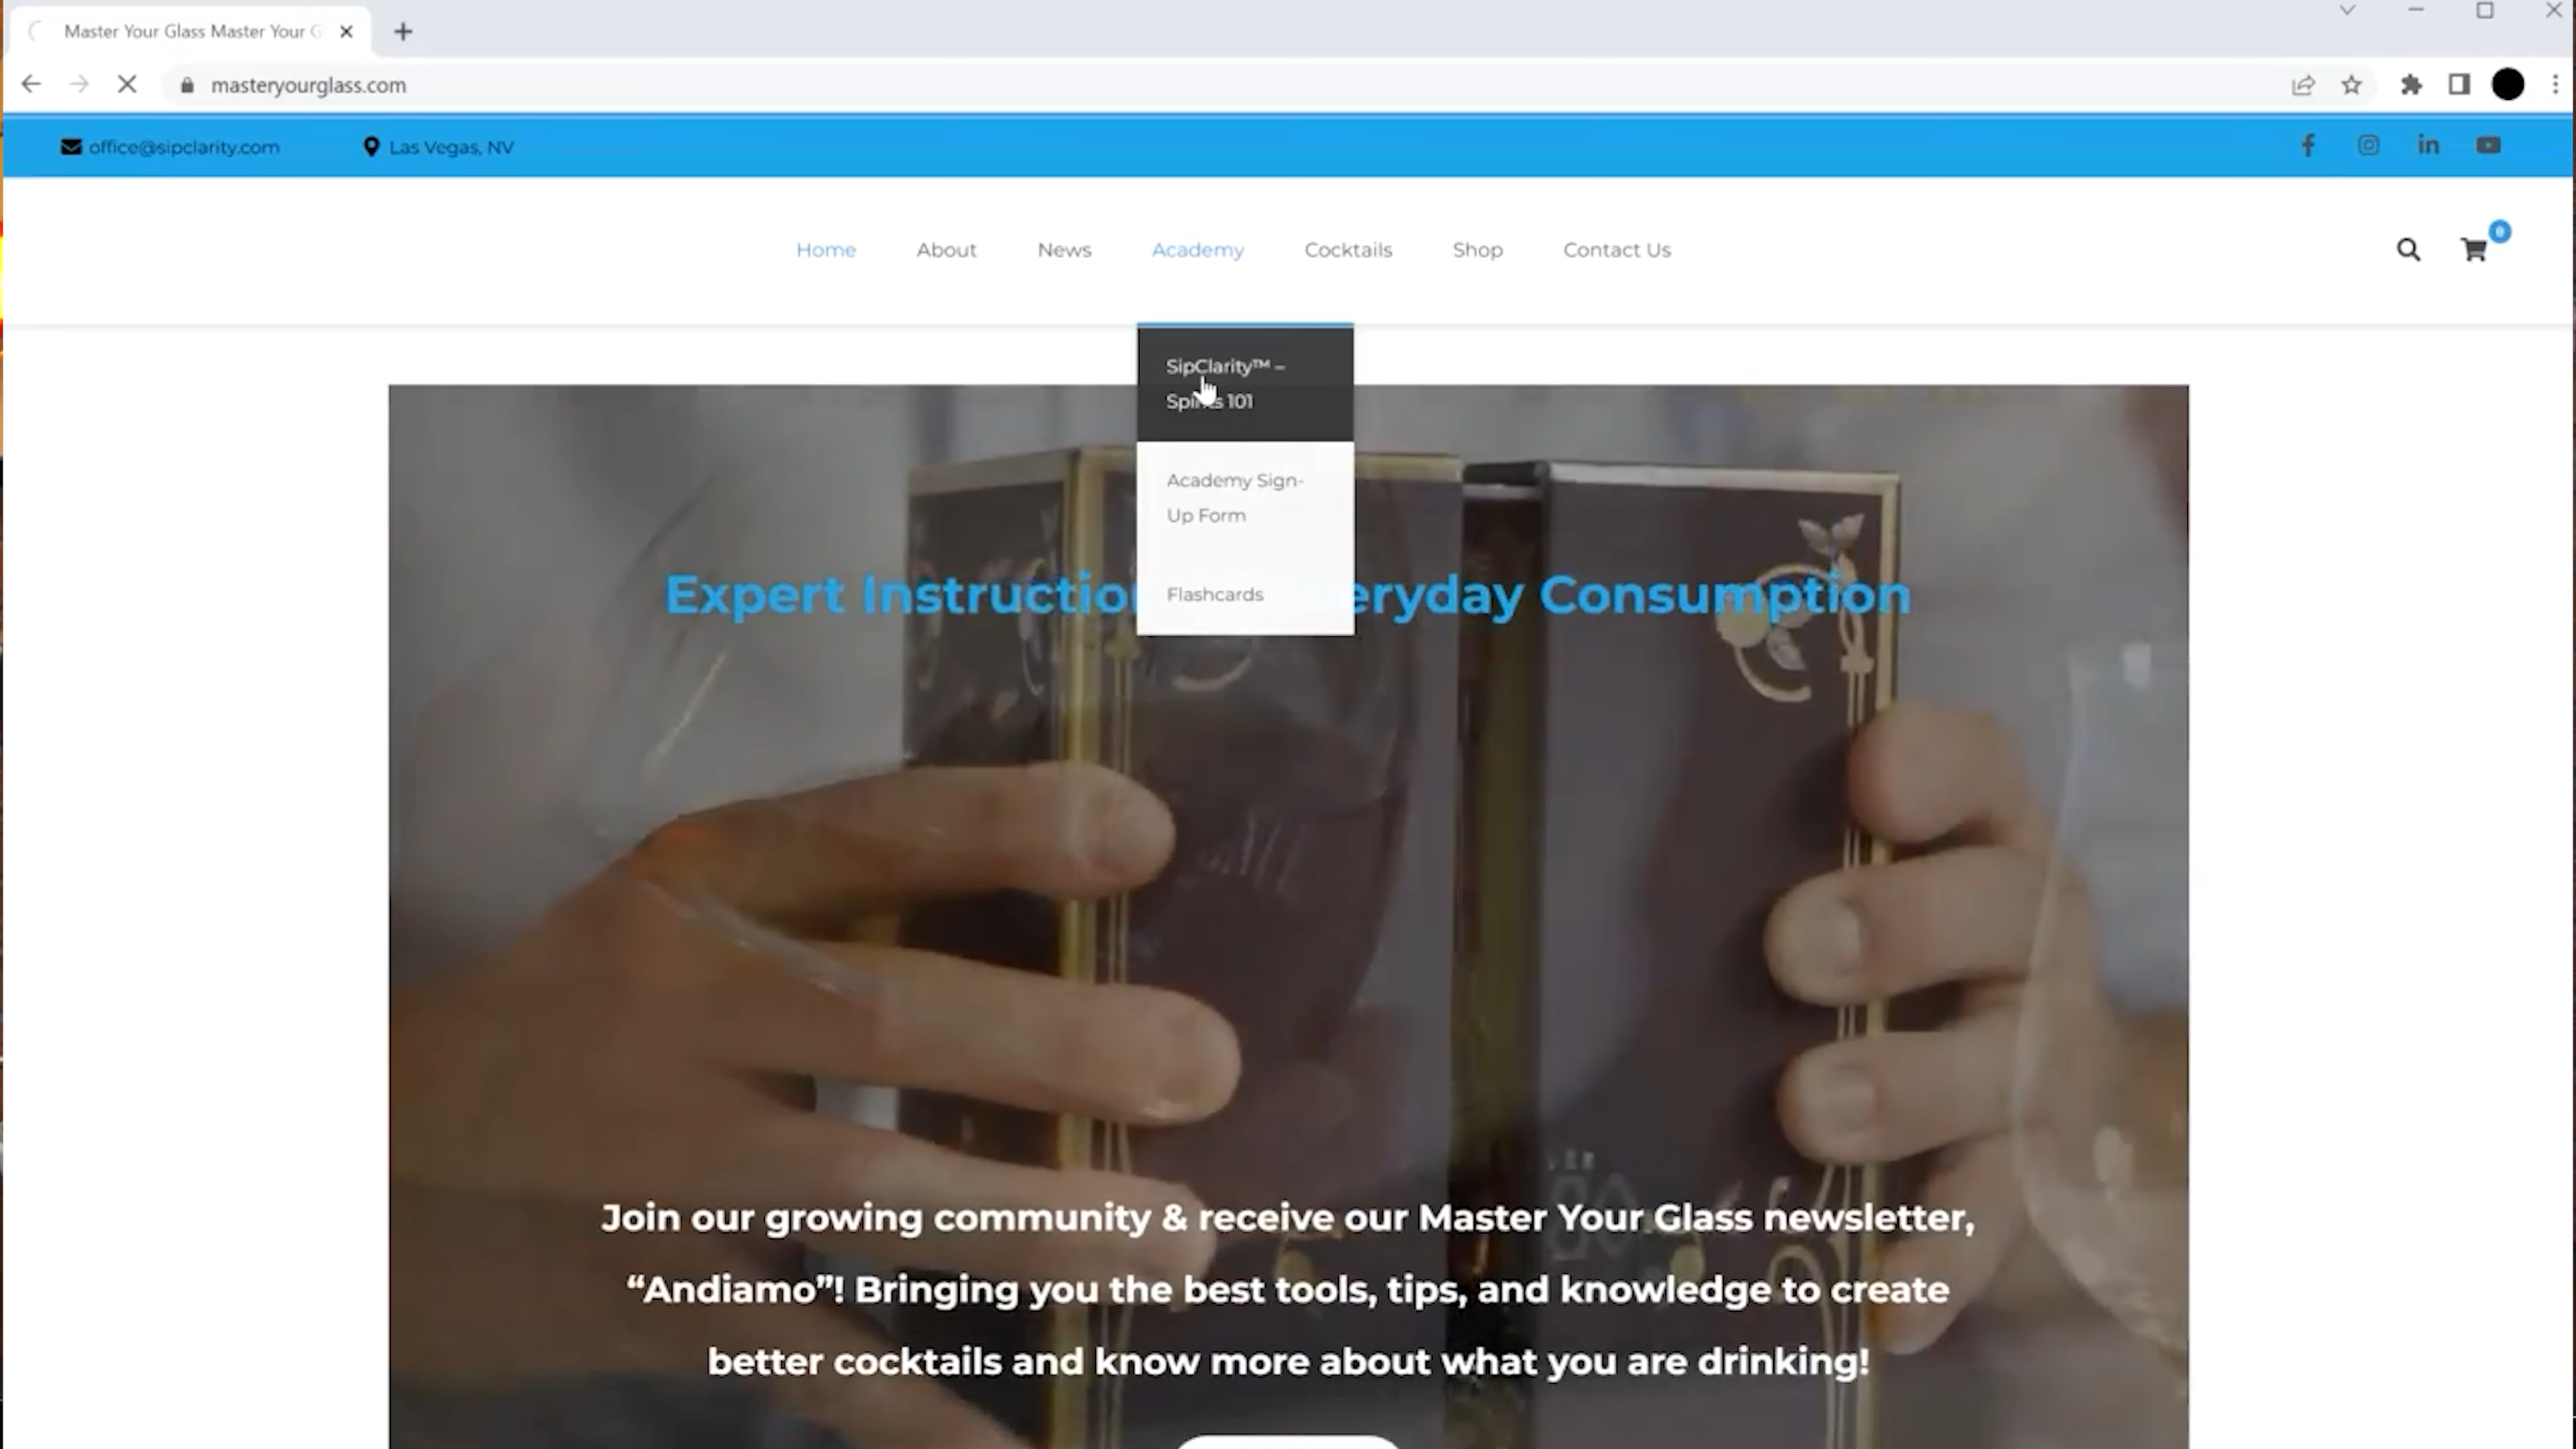 Master Your Glass Master Your G
masteryourglass.com
office@sipclarity.com
Las Vegas, NV
Home
About
News
Academy
Cocktails
Shop
Contact Us
0
SipClarity™ –
Spirits 101
Academy Sign-
Up Form
Flashcards
Expert Instruction eryday Consumption
Join our growing community & receive our Master Your Glass newsletter,
“Andiamo”! Bringing you the best tools, tips, and knowledge to create
better cocktails and know more about what you are drinking!